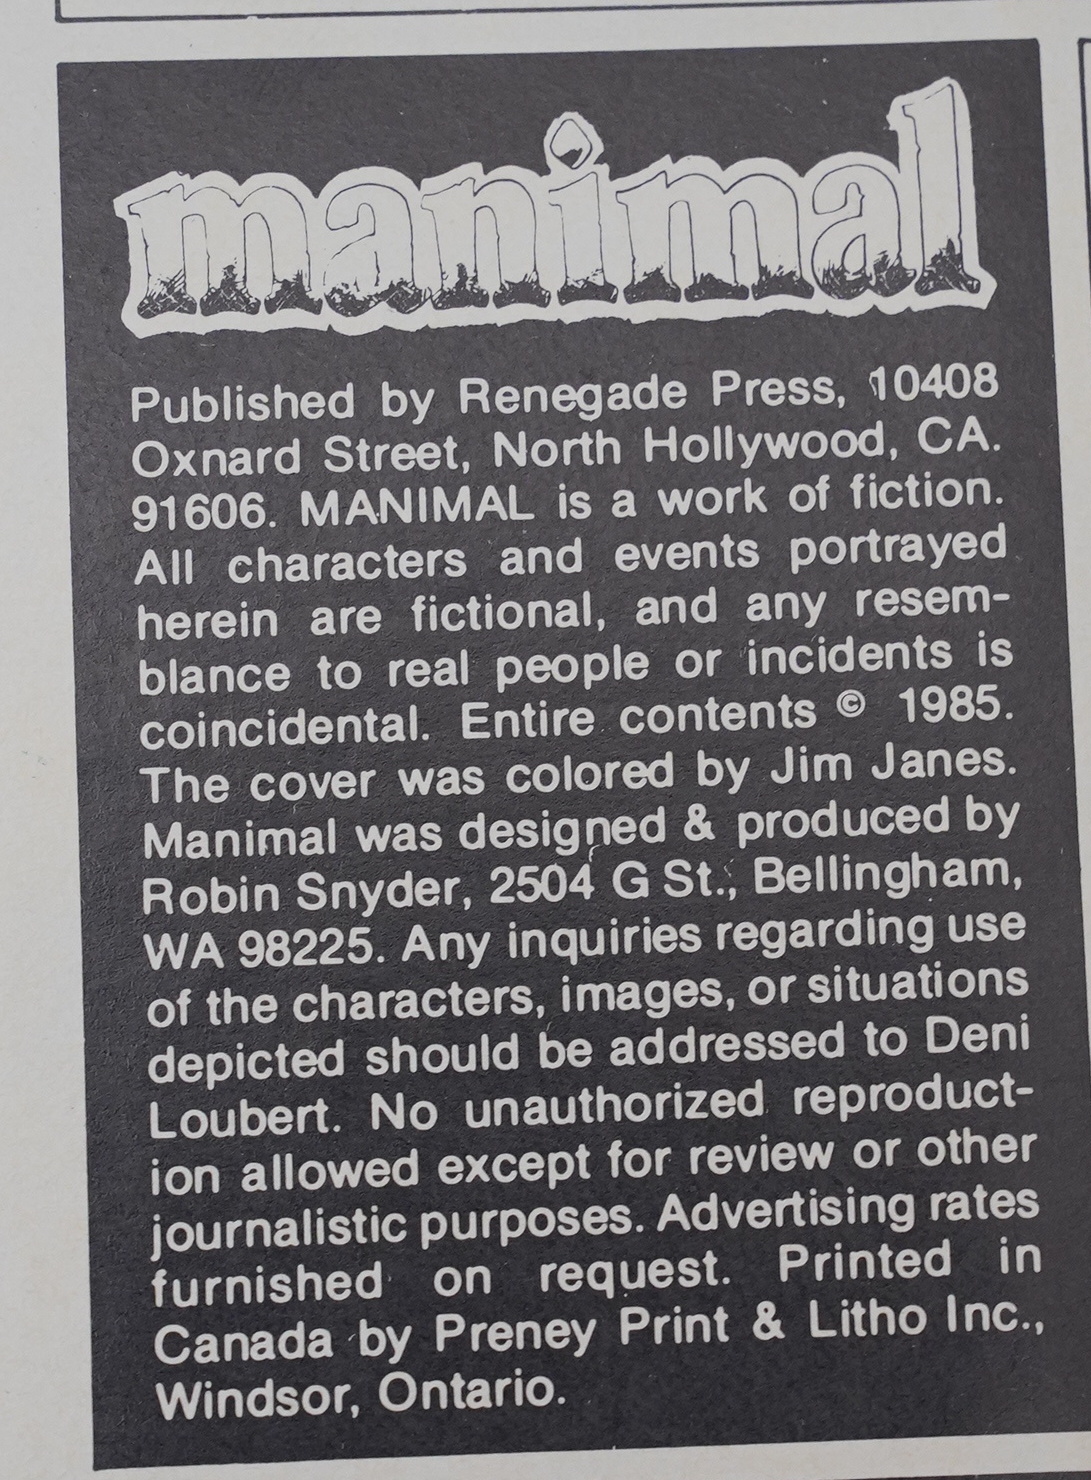 manimal
Published by Renegade Press, 10408
Oxnard Street, North Hollywood, CA.
91606. MANIMAL is a work of fiction.
All characters and events portrayed
herein are fictional, and any resem-
blance to real people or incidents is
coincidental. Entire contents © 1985.
The cover was colored by Jim Janes.
Manimal was designed & produced by
Robin Snyder, 2504 G St., Bellingham,
WA 98225. Any inquiries regarding use
of the characters, images, or situations
depicted should be addressed to Deni
Loubert. No unauthorized reproduct-
ion allowed except for review or other
journalistic purposes. Advertising rates
furnished on request. Printed in
Canada by Preney Print & Litho Inc.,
Windsor, Ontario.